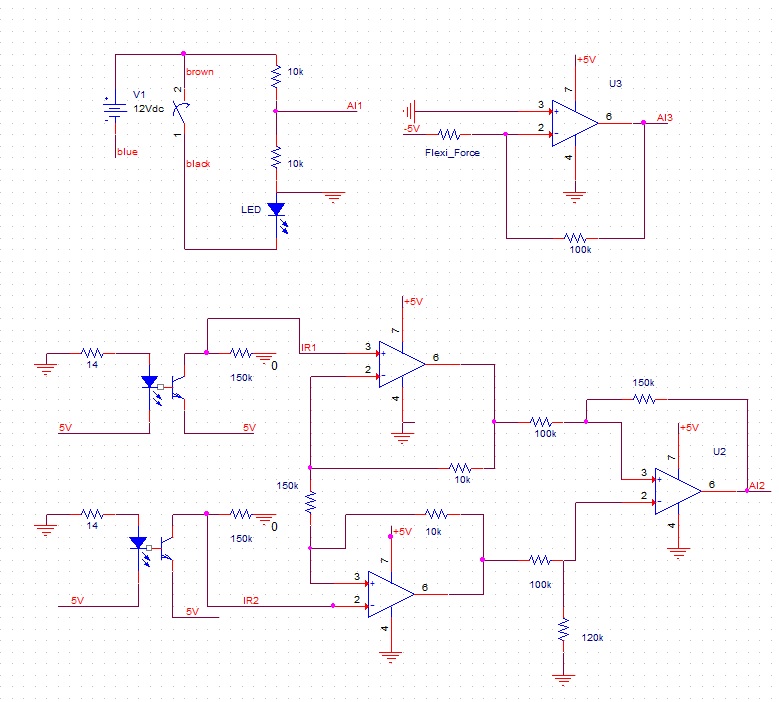 brown
V1
12Vdc
2
1
blue
black
10k
AI1
10k
LED
+5V
U3
7
3
+
2
-
6
AI3
4
-5V
Flexi_Force
100k
+5V
7
IR1
3
+
2
-
6
4
14
150k
0
5V
5V
10k
150k
100k
150k
+5V
U2
7
3
+
2
-
6
AI2
4
14
150k
0
5V
5V
IR2
10k
+5V
7
3
+
2
-
6
4
100k
120k